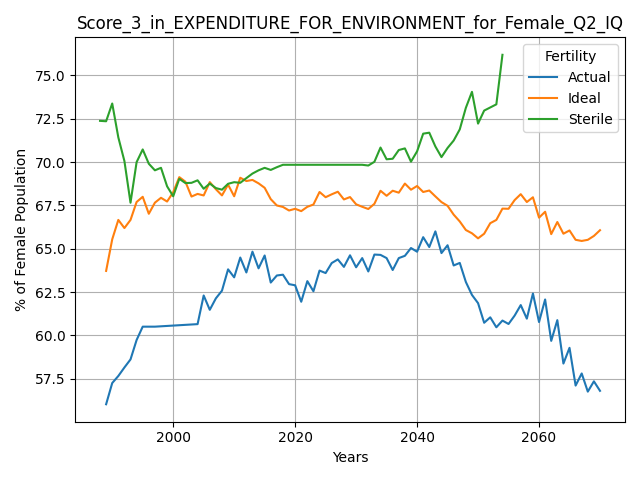 Score_3_in_EXPENDITURE_FOR_ENVIRONMENT_for_Female_Q2_IQ
Fertility
Actual
Ideal
Sterile
% of Female Population
75.0
72.5
70.0
67.5
65.0
62.5
60.0
57.5
2000
2020
2040
2060
Years